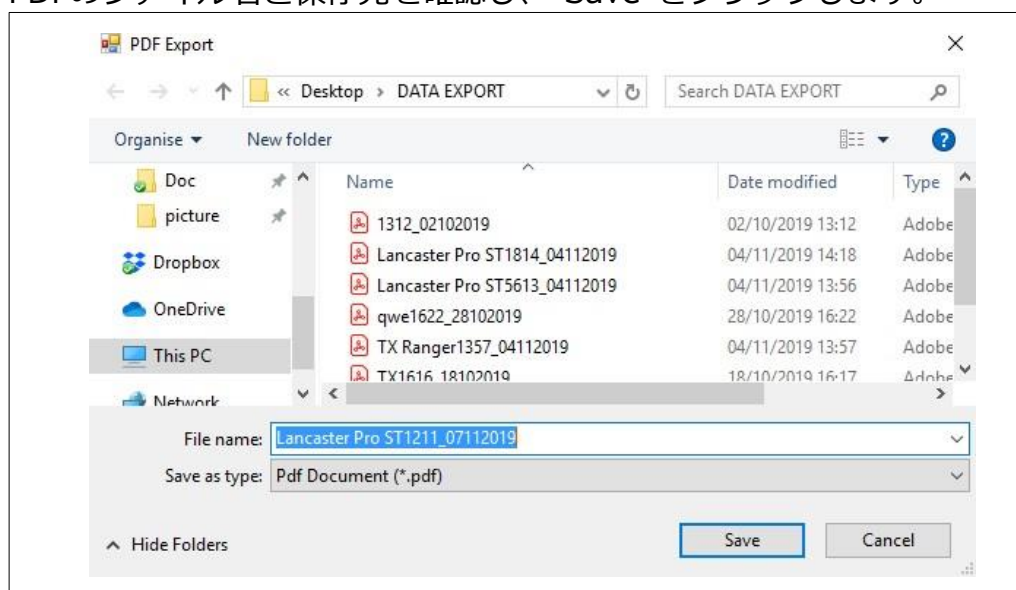 PDFのファイル名と保存先を確認し、"Save"をクリックします。
PDF Export
« Desktop › DATA EXPORT
Search DATA EXPORT
Organise
New folder
Name
Date modified
Type
Doc
picture
Dropbox
OneDrive
This PC
Network
1312_02102019 02/10/2019 13:12 Adobe
Lancaster Pro ST1814_04112019 04/11/2019 14:18 Adobe
Lancaster Pro ST5613_04112019 04/11/2019 13:56 Adobe
qwe1622_28102019 28/10/2019 16:22 Adobe
TX Ranger1357_04112019 04/11/2019 13:57 Adobe
TX1616_18102019 18/10/2019 16:17 Adobe
File name: Lancaster Pro ST1211_07112019
Save as type: Pdf Document (*.pdf)
Hide Folders
Save
Cancel